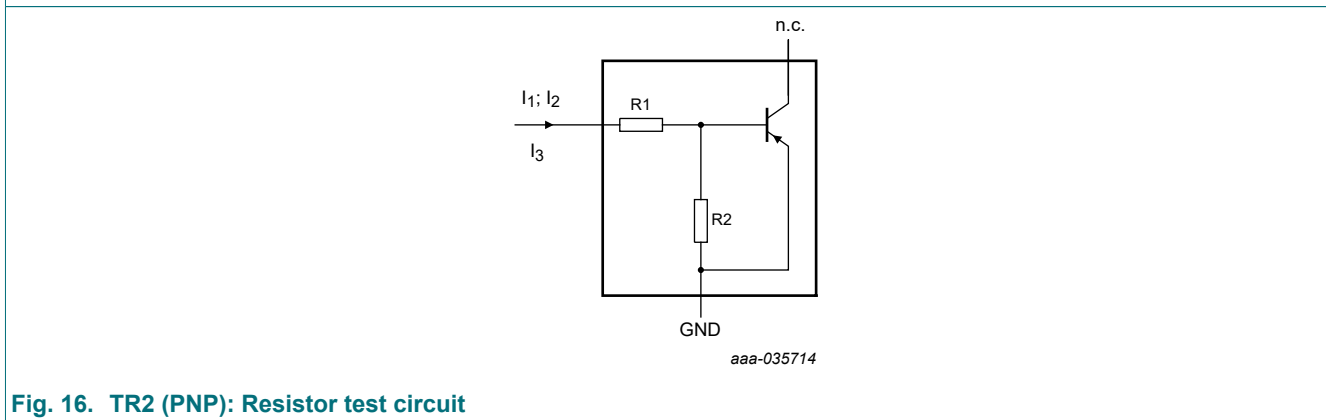 n.c.
I1; I2
R1
I3
R2
GND
aaa-035714
Fig. 16. TR2 (PNP): Resistor test circuit